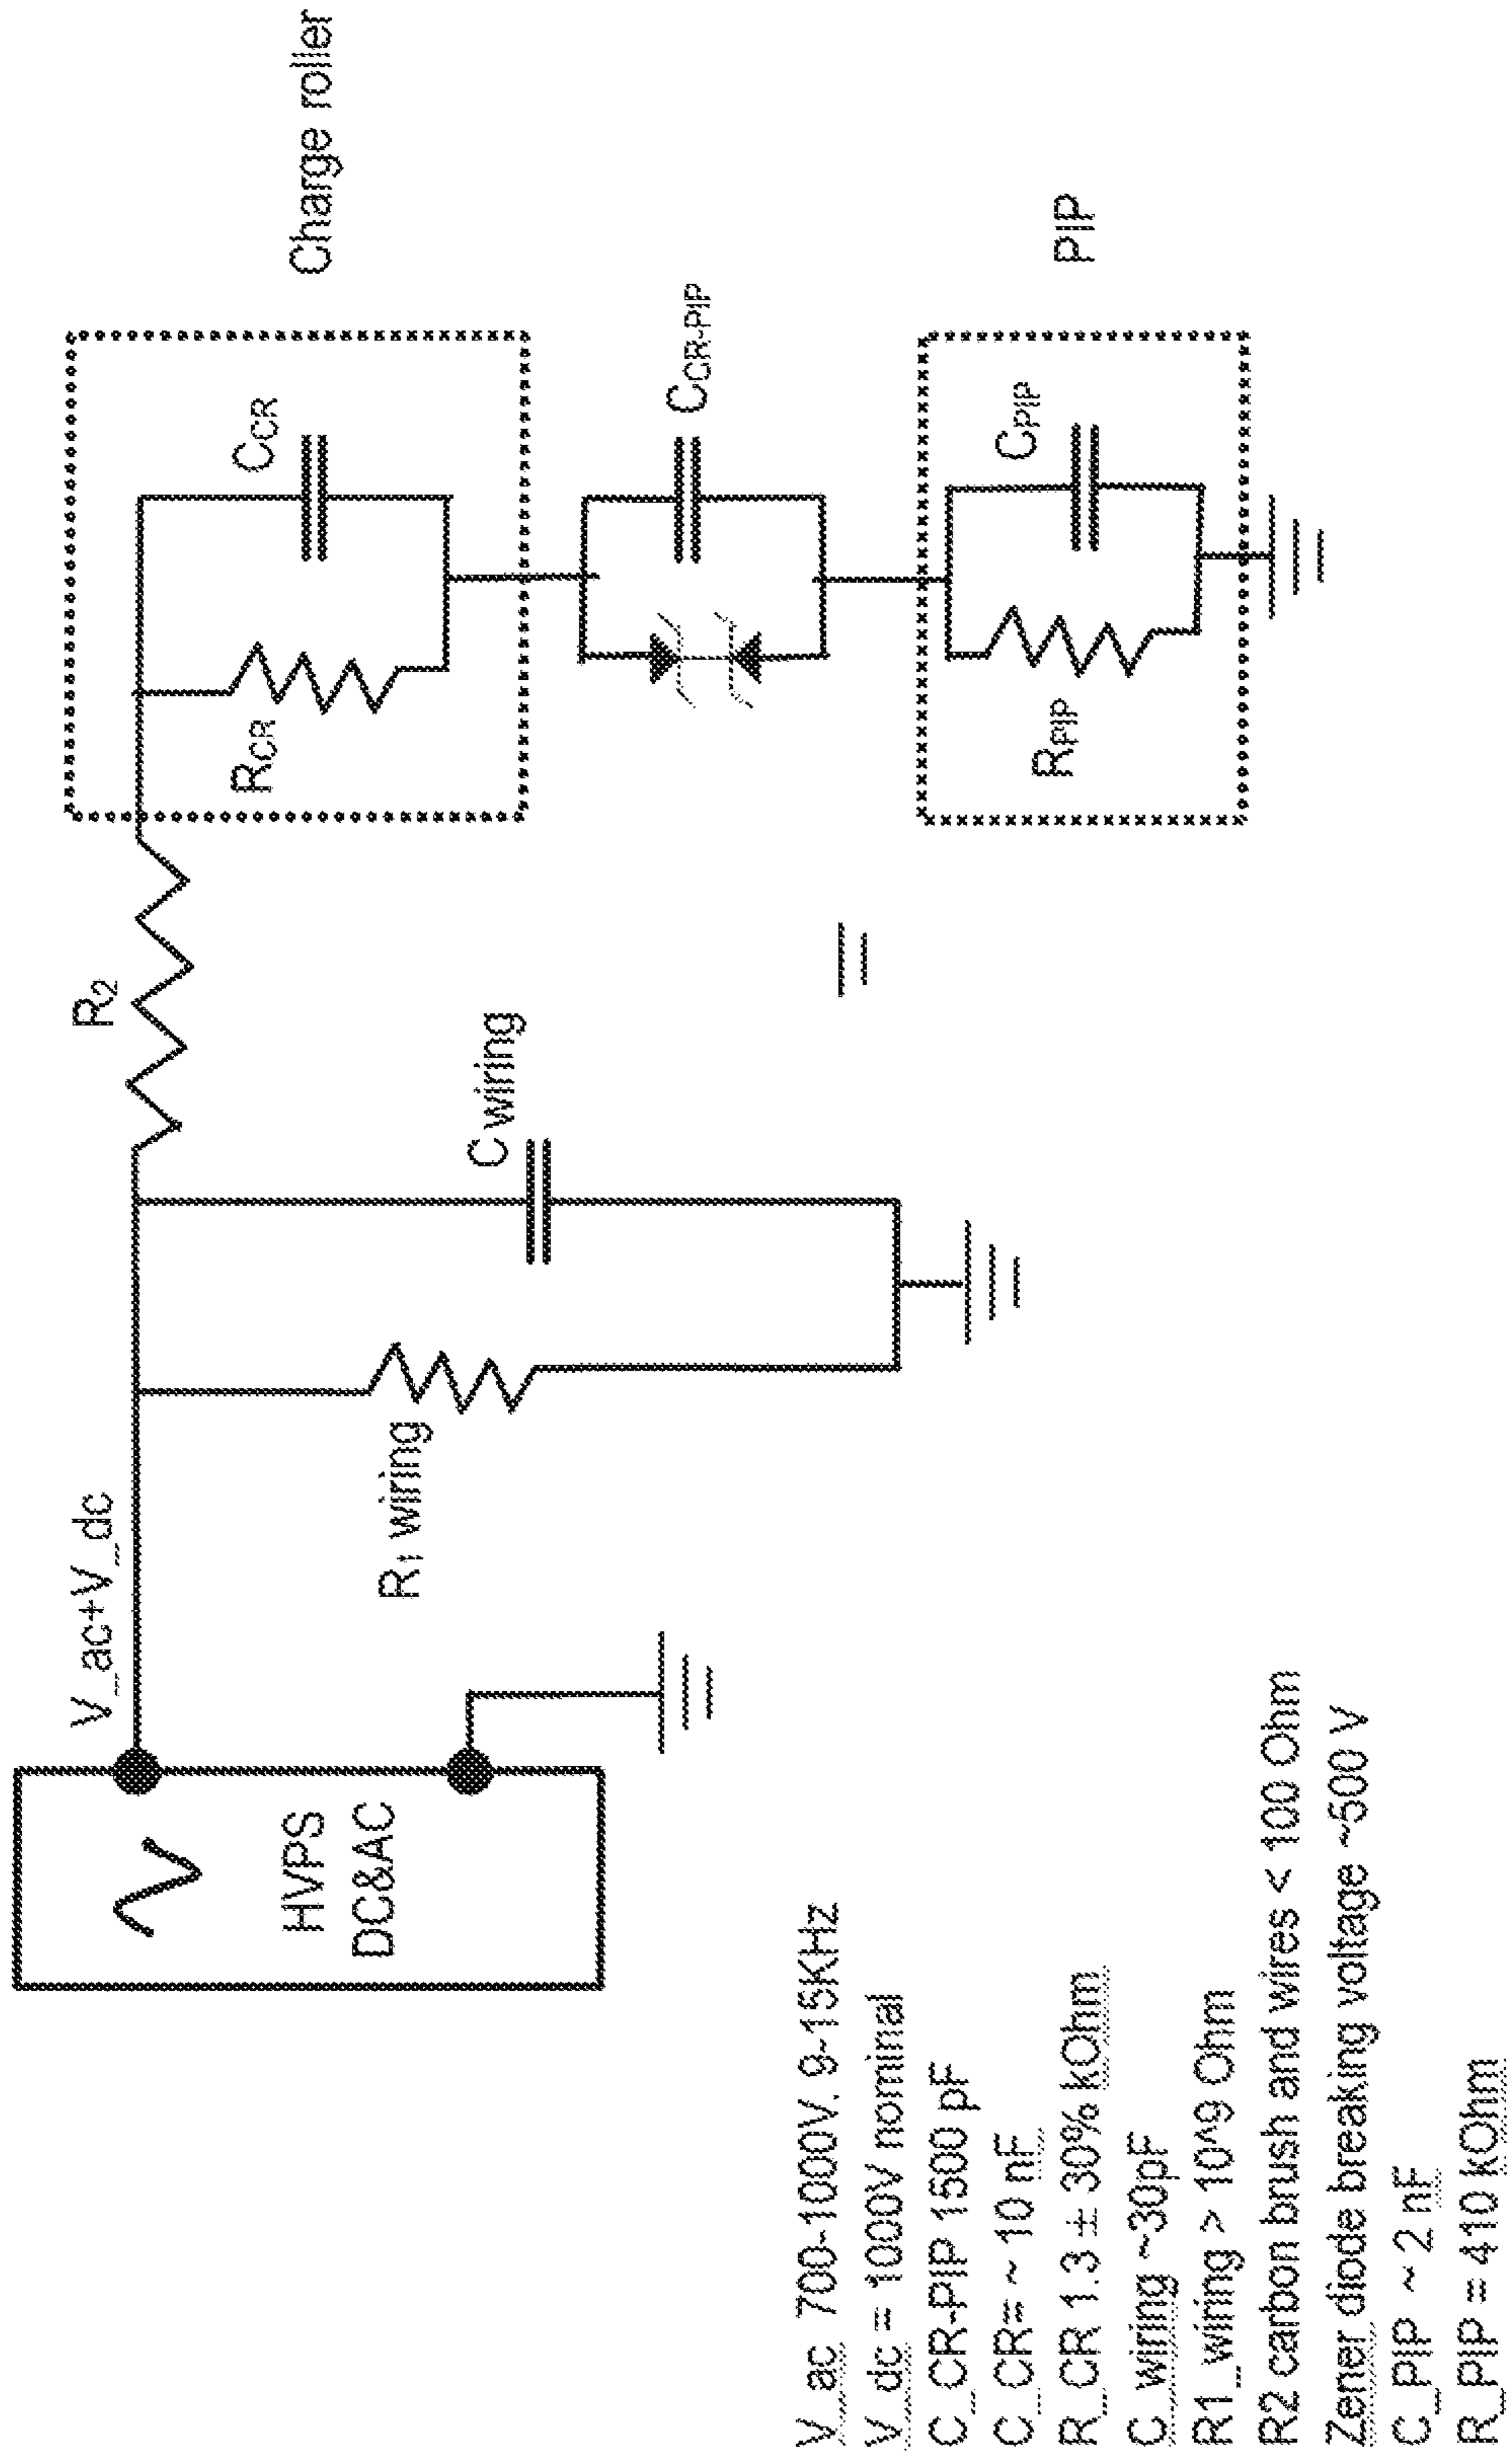 V_ac+V_dc
HVPS
DC&AC
R1 wiring
C wiring
R2
RCR
CCR
Charge roller
CCR-PIP
RPIP
CPIP
PIP
V_ac 700-1000V, 9-15KHz
V_dc = 1000V nominal
C_CR-PIP 1500 pF
C_CR= ~ 10 nF
R_CR 1.3 ± 30% kOhm
C_wiring ~30pF
R1_wiring > 10^9 Ohm
R2 carbon brush and wires < 100 Ohm
Zener diode breaking voltage ~500 V
C_PIP ~ 2 nF
R_PIP = 410 kOhm